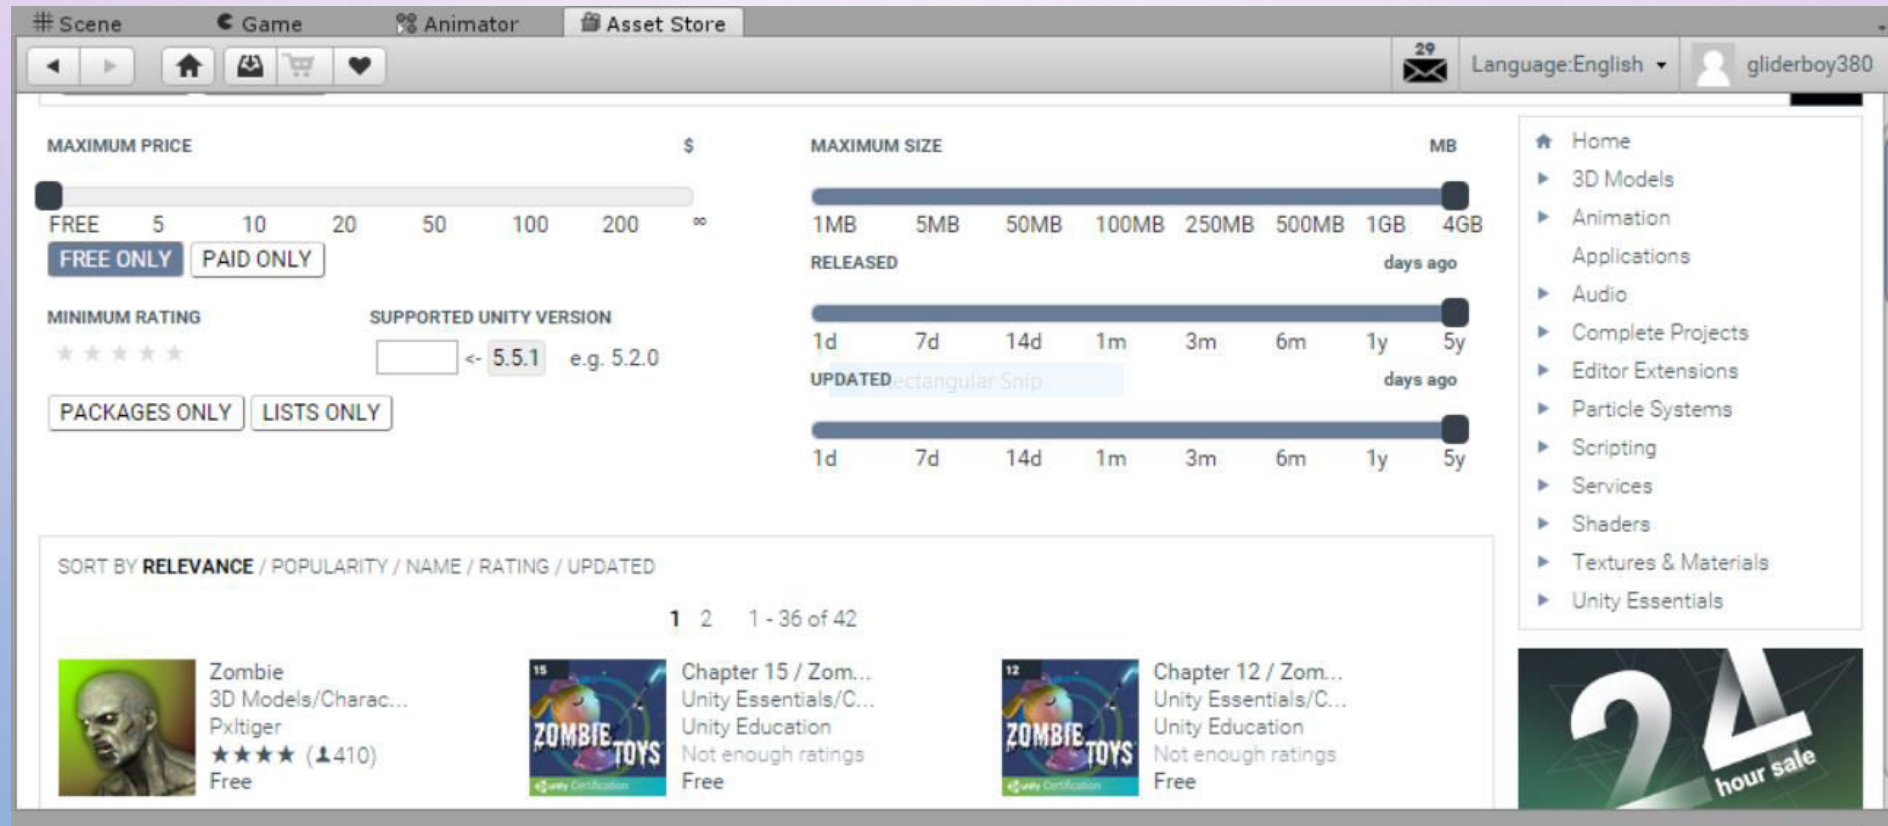 Scene Game Animator Asset Store
29 Language:English gliderboy380
MAXIMUM PRICE $
FREE 5 10 20 50 100 200 ∞
FREE ONLY PAID ONLY
MINIMUM RATING SUPPORTED UNITY VERSION
<- 5.5.1 e.g. 5.2.0
PACKAGES ONLY LISTS ONLY
MAXIMUM SIZE MB
1MB 5MB 50MB 100MB 250MB 500MB 1GB 4GB
RELEASED days ago
1d 7d 14d 1m 3m 6m 1y 5y
UPDATED ectangular Snip days ago
1d 7d 14d 1m 3m 6m 1y 5y
Home
3D Models
Animation
Applications
Audio
Complete Projects
Editor Extensions
Particle Systems
Scripting
Services
Shaders
Textures & Materials
Unity Essentials
SORT BY RELEVANCE / POPULARITY / NAME / RATING / UPDATED
1 2 1 - 36 of 42
Zombie
3D Models/Charac...
Pxltiger
★★★★ (410)
Free
15
ZOMBIE
TOYS
unity Certification
Chapter 15 / Zom...
Unity Essentials/C...
Unity Education
Not enough ratings
Free
12
ZOMBIE
TOYS
unity Certification
Chapter 12 / Zom...
Unity Essentials/C...
Unity Education
Not enough ratings
Free
24
hour sale